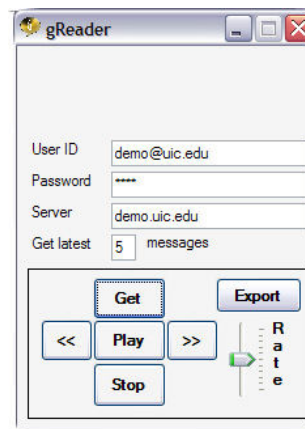 gReader
User ID demo@uic.edu
Password ****
Server demo.uic.edu
Get latest 5 messages
Get Export
<< Play >>
Stop
Rate